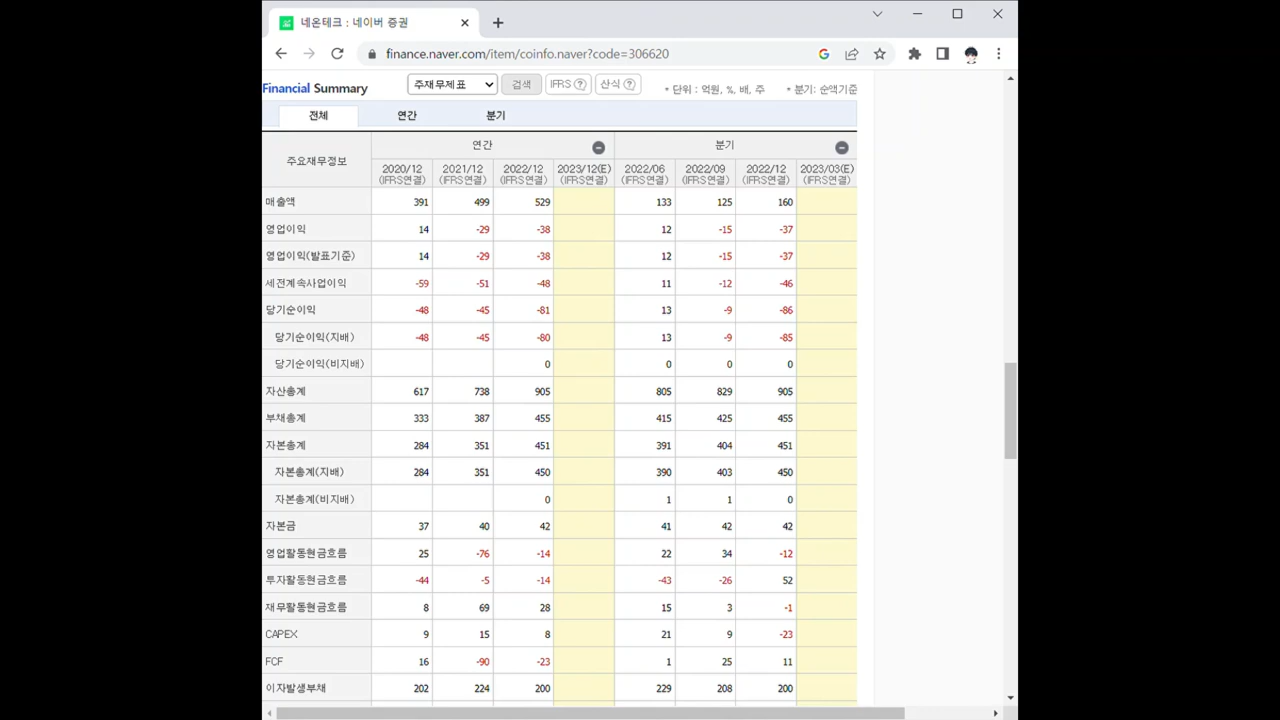 네온테크 : 네이버 증권
finance.naver.com/item/coinfo.naver?code=306620
Financial Summary 주재무제표 검색 IFRS ? 산식 ? * 단위 : 억원, %, 배, 주 * 분기: 순액기준
전체 연간 분기
주요재무정보 연간 분기
2020/12 2021/12 2022/12 2023/12(E) 2022/06 2022/09 2022/12 2023/03(E)
(IFRS연결) (IFRS연결) (IFRS연결) (IFRS연결) (IFRS연결) (IFRS연결) (IFRS연결) (IFRS연결)
매출액 391 499 529 133 125 160
영업이익 14 -29 -38 12 -15 -37
영업이익(발표기준) 14 -29 -38 12 -15 -37
세전계속사업이익 -59 -51 -48 11 -12 -46
당기순이익 -48 -45 -81 13 -9 -86
당기순이익(지배) -48 -45 -80 13 -9 -85
당기순이익(비지배) 0 0 0 0
자산총계 617 738 905 805 829 905
부채총계 333 387 455 415 425 455
자본총계 284 351 451 391 404 451
자본총계(지배) 284 351 450 390 403 450
자본총계(비지배) 0 1 1 0
자본금 37 40 42 41 42 42
영업활동현금흐름 25 -76 -14 22 34 -12
투자활동현금흐름 -44 -5 -14 -43 -26 52
재무활동현금흐름 8 69 28 15 3 -1
CAPEX 9 15 8 21 9 -23
FCF 16 -90 -23 1 25 11
이자발생부채 202 224 200 229 208 200